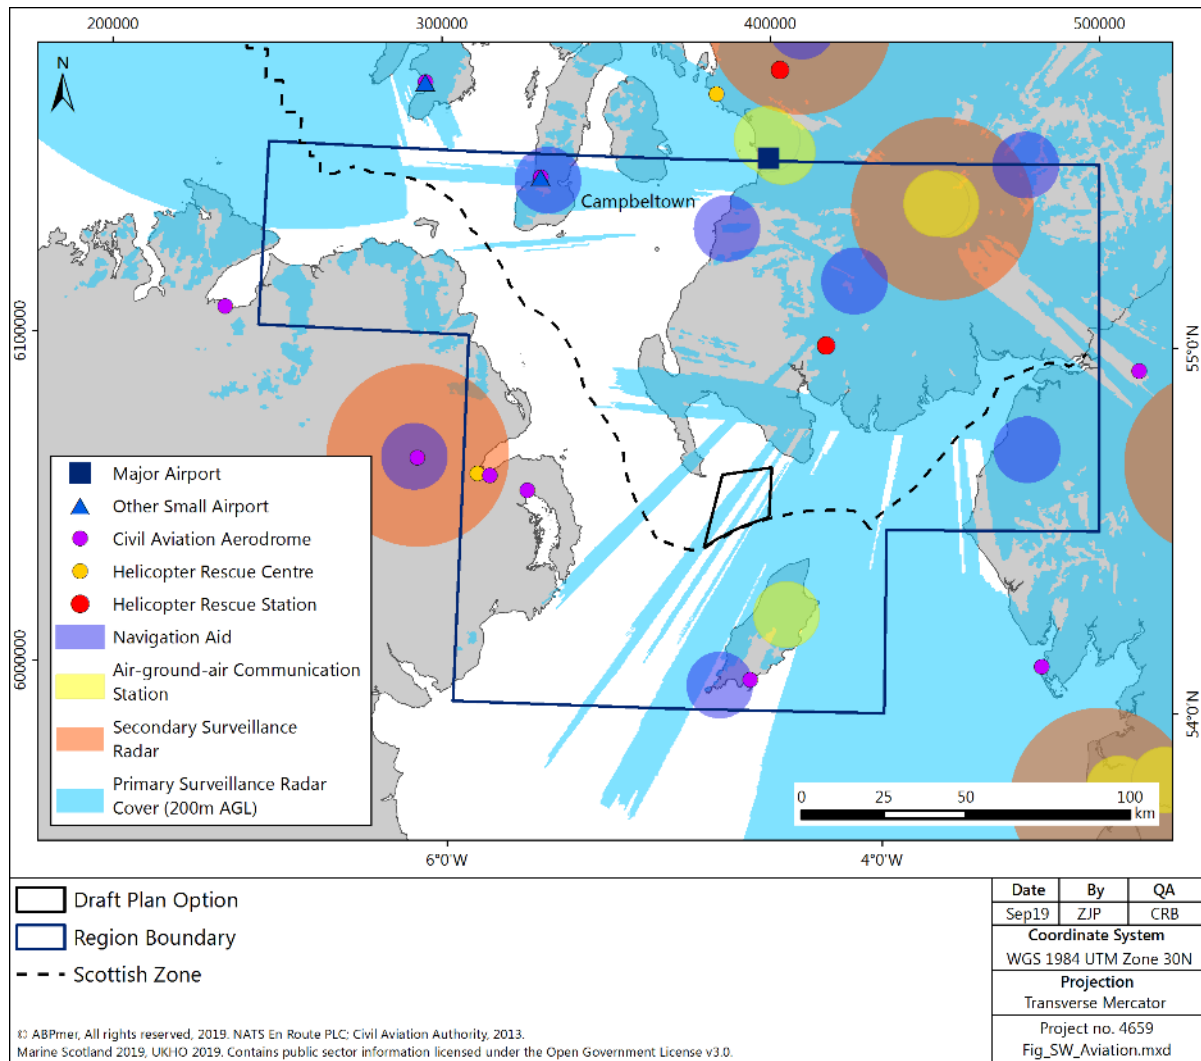 200000 300000 400000 500000
N
Campbeltown
6100000
55°0'N
6000000
54°0'N
Major Airport
Other Small Airport
Civil Aviation Aerodrome
Helicopter Rescue Centre
Helicopter Rescue Station
Navigation Aid
Air-ground-air Communication
Station
Secondary Surveillance
Radar
Primary Surveillance Radar
Cover (200m AGL)
0 25 50 100
km
6°0'W 4°0'W
Draft Plan Option
Region Boundary
Scottish Zone
Date By QA
Sep19 ZJP CRB
Coordinate System
WGS 1984 UTM Zone 30N
Projection
Transverse Mercator
Project no. 4659
Fig_SW_Aviation.mxd
© ABPmer, All rights reserved, 2019. NATS En Route PLC; Civil Aviation Authority, 2013.
Marine Scotland 2019, UKHO 2019. Contains public sector information licensed under the Open Government License v3.0.